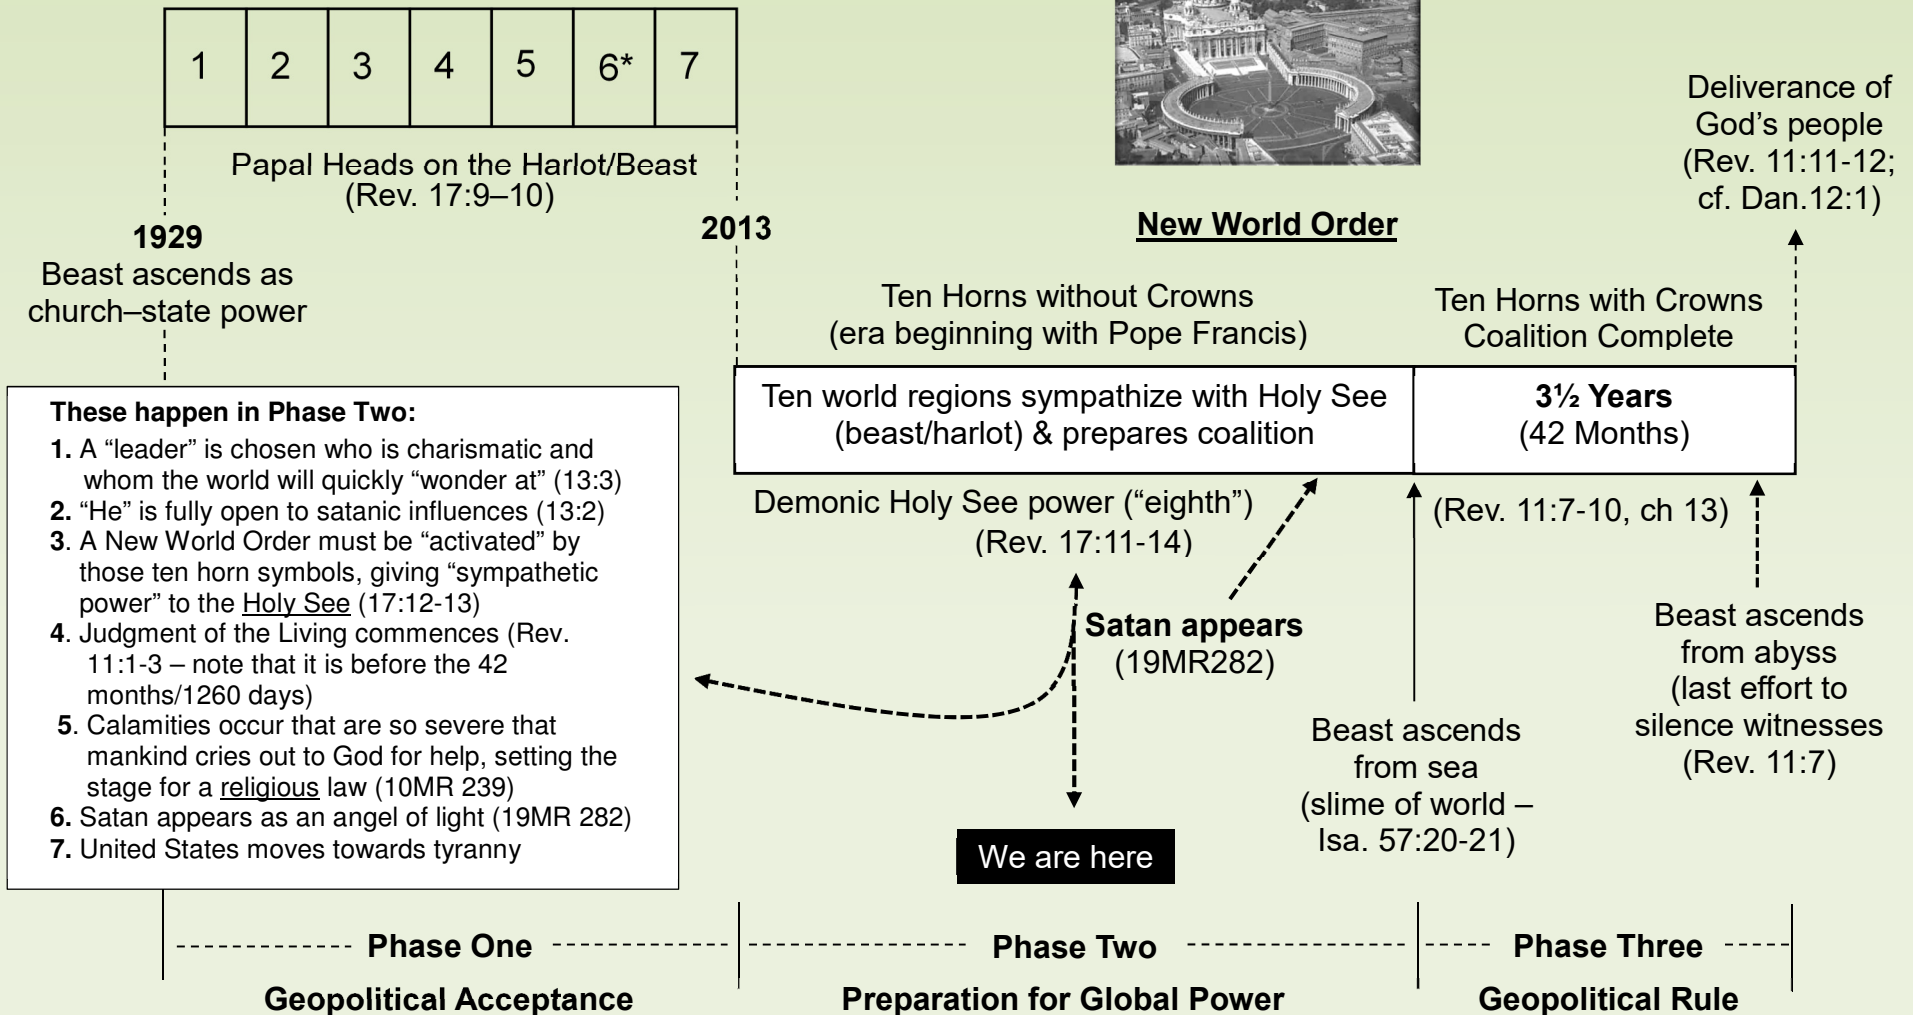 1 2 3 4 5 6* 7
Papal Heads on the Harlot/Beast
(Rev. 17:9–10)
1929
Beast ascends as
church–state power
2013
New World Order
Deliverance of
God’s people
(Rev. 11:11-12;
cf. Dan.12:1)
Ten Horns without Crowns
(era beginning with Pope Francis)
Ten Horns with Crowns
Coalition Complete
Ten world regions sympathize with Holy See
(beast/harlot) & prepares coalition
3½ Years
(42 Months)
These happen in Phase Two:
1. A “leader” is chosen who is charismatic and
whom the world will quickly “wonder at” (13:3)
2. “He” is fully open to satanic influences (13:2)
3. A New World Order must be “activated” by
those ten horn symbols, giving “sympathetic
power” to the Holy See (17:12-13)
4. Judgment of the Living commences (Rev.
11:1-3 – note that it is before the 42
months/1260 days)
5. Calamities occur that are so severe that
mankind cries out to God for help, setting the
stage for a religious law (10MR 239)
6. Satan appears as an angel of light (19MR 282)
7. United States moves towards tyranny
Demonic Holy See power (“eighth”)
(Rev. 17:11-14)
(Rev. 11:7-10, ch 13)
Satan appears
(19MR282)
Beast ascends
from sea
(slime of world –
Isa. 57:20-21)
Beast ascends
from abyss
(last effort to
silence witnesses
(Rev. 11:7)
We are here
Phase One
Geopolitical Acceptance
Phase Two
Preparation for Global Power
Phase Three
Geopolitical Rule